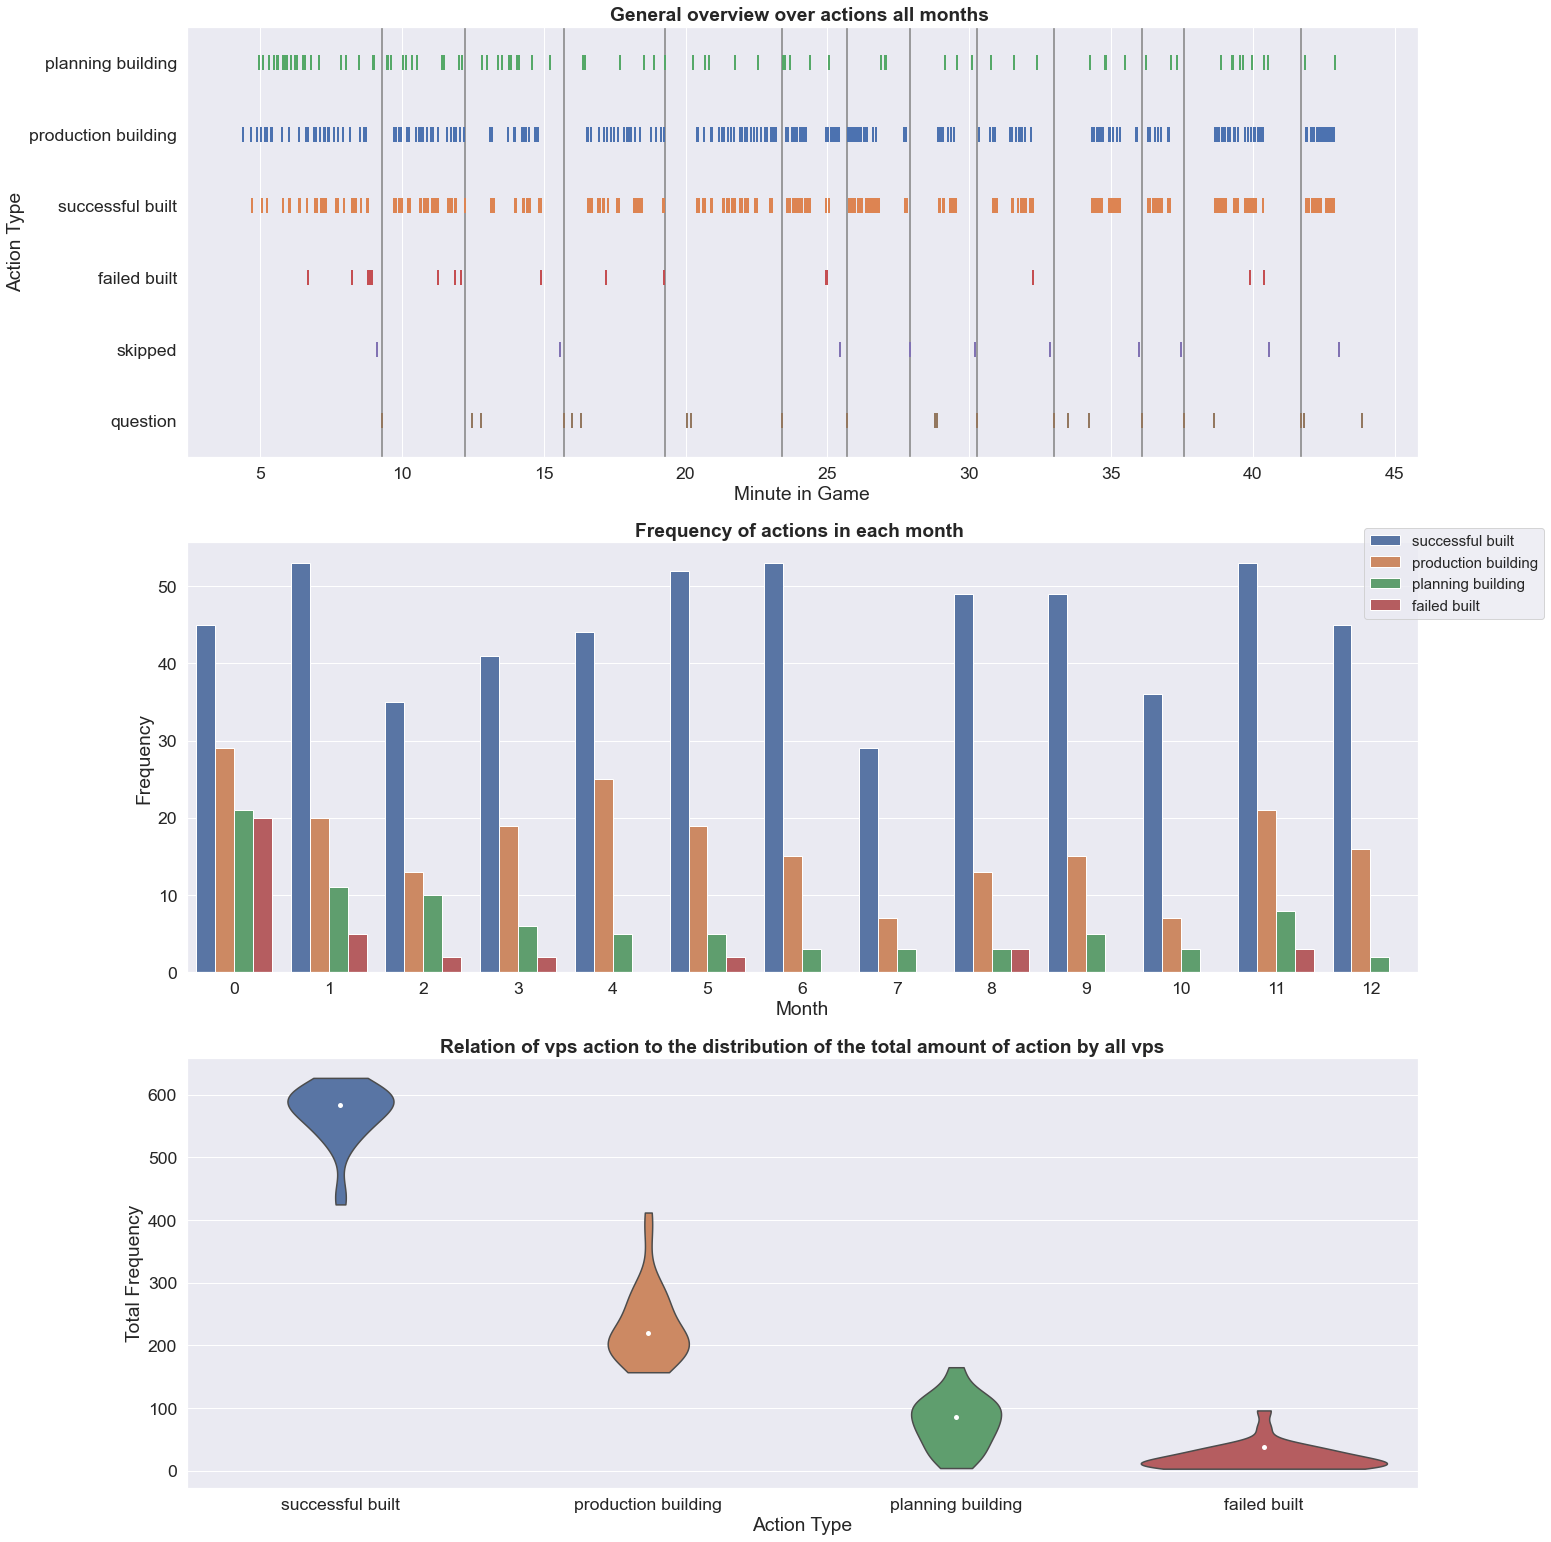 General overview over actions all months
planning building
production building
successful built
failed built
skipped
question
Action Type
5 10 15 20 25 30 35 40 45
Minute in Game
Frequency of actions in each month
successful built
production building
planning building
failed built
50
40
30
20
10
0
Frequency
0 1 2 3 4 5 6 7 8 9 10 11 12
Month
Relation of vps action to the distribution of the total amount of action by all vps
600
500
400
300
200
100
0
Total Frequency
successful built production building planning building failed built
Action Type